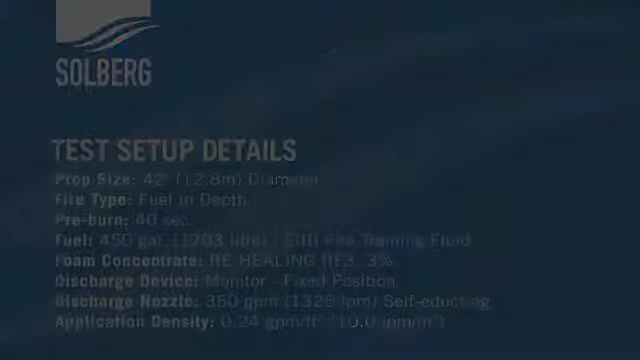 SOLBERG
TEST SETUP DETAILS
Prop Size: 42' (12.8m) Diameter
Fire Type: Fuel in Depth
Pre-burn: 40 sec.
Fuel: 450 gal. (1703 litre) / Fire Training Fluid
Foam Concentrate: RE-HEALING RF3, 3%
Discharge Device: Monitor - Fixed Position
Discharge Nozzle: 350 gpm (1325 lpm) Self-educting
Application Density: 0.24 gpm/ft² (10.0 lpm/m²)